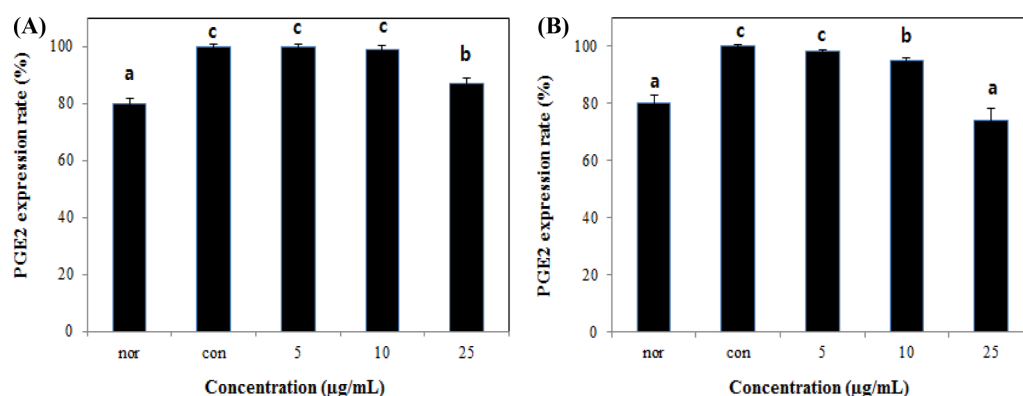 (A)
PGE2 expression rate (%)
100
80
60
40
20
0
a
c
c
c
b
nor con 5 10 25
Concentration (µg/mL)
(B)
PGE2 expression rate (%)
100
80
60
40
20
0
a
c
c
b
a
nor con 5 10 25
Concentration (µg/mL)